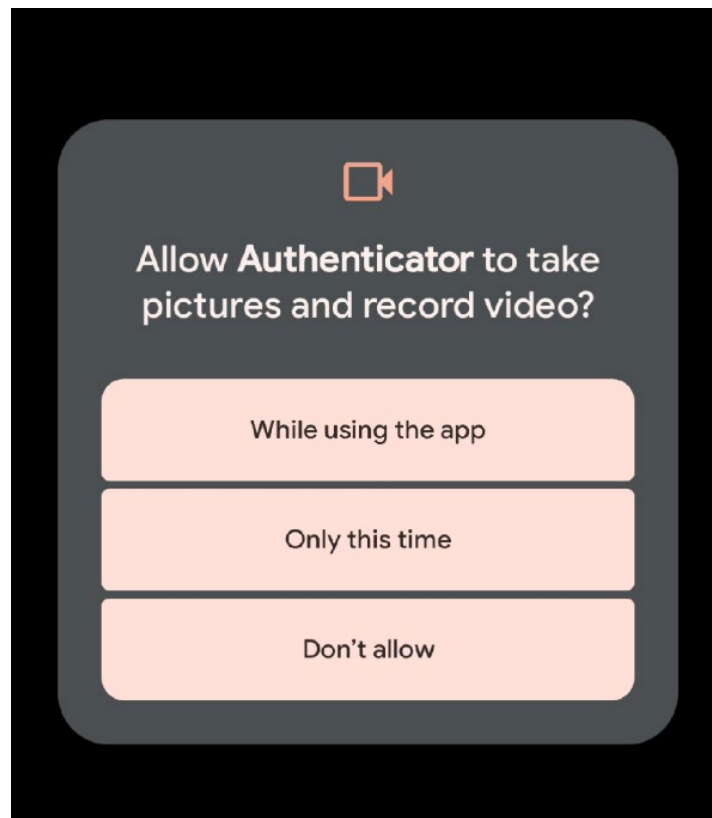 Allow Authenticator to take
pictures and record video?
While using the app
Only this time
Don’t allow